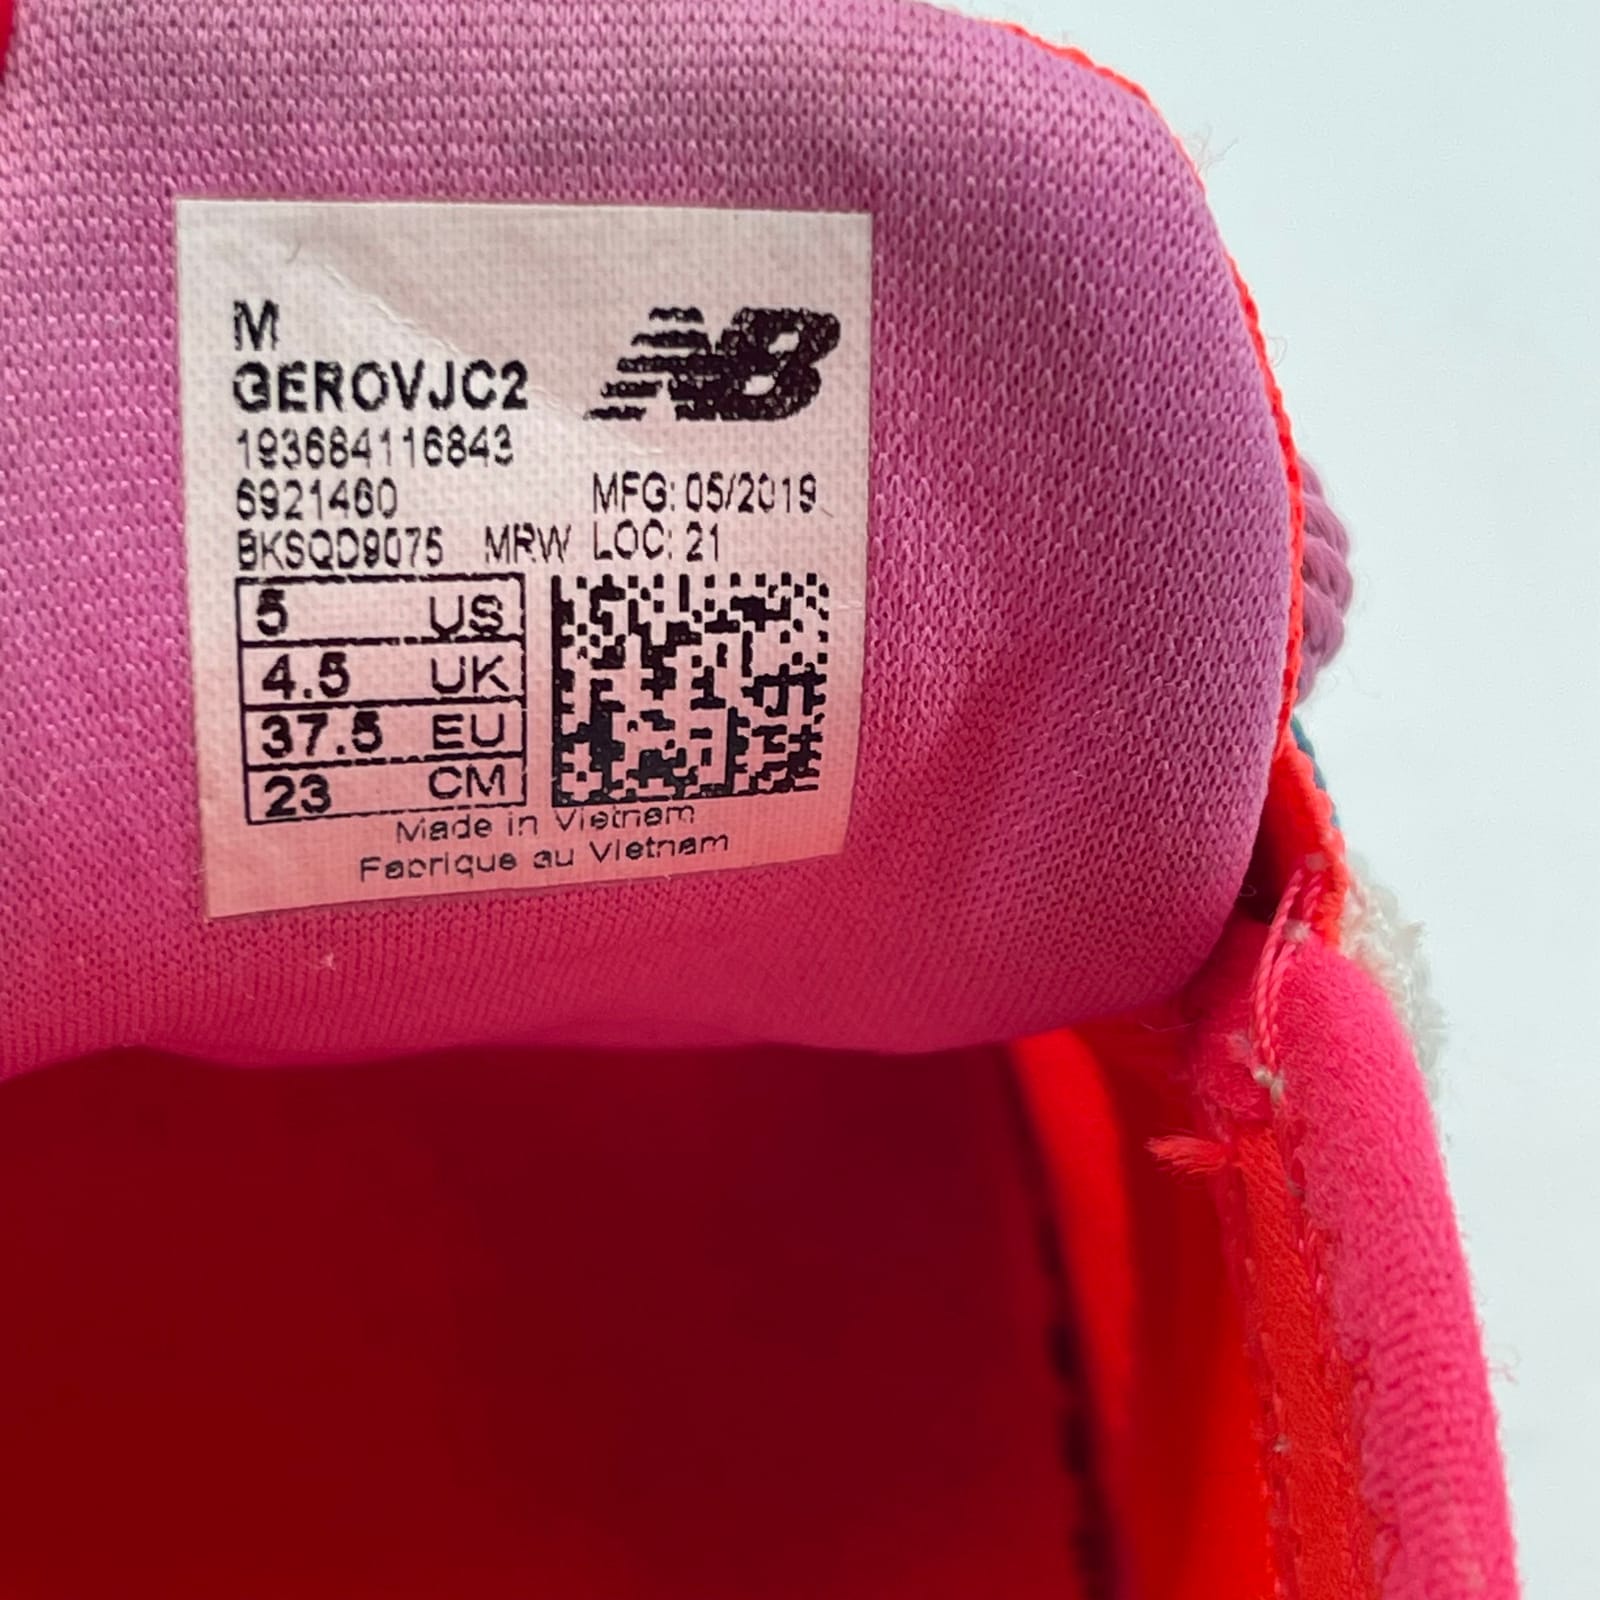 M
GEROVJC2
NB
193684116843
6921460
MFG: 05/2019
BKSQD9075 MRW LOC: 21
5 US
4.5 UK
37.5 EU
23 CM
Made in Vietnam
Fabrique au Vietnam